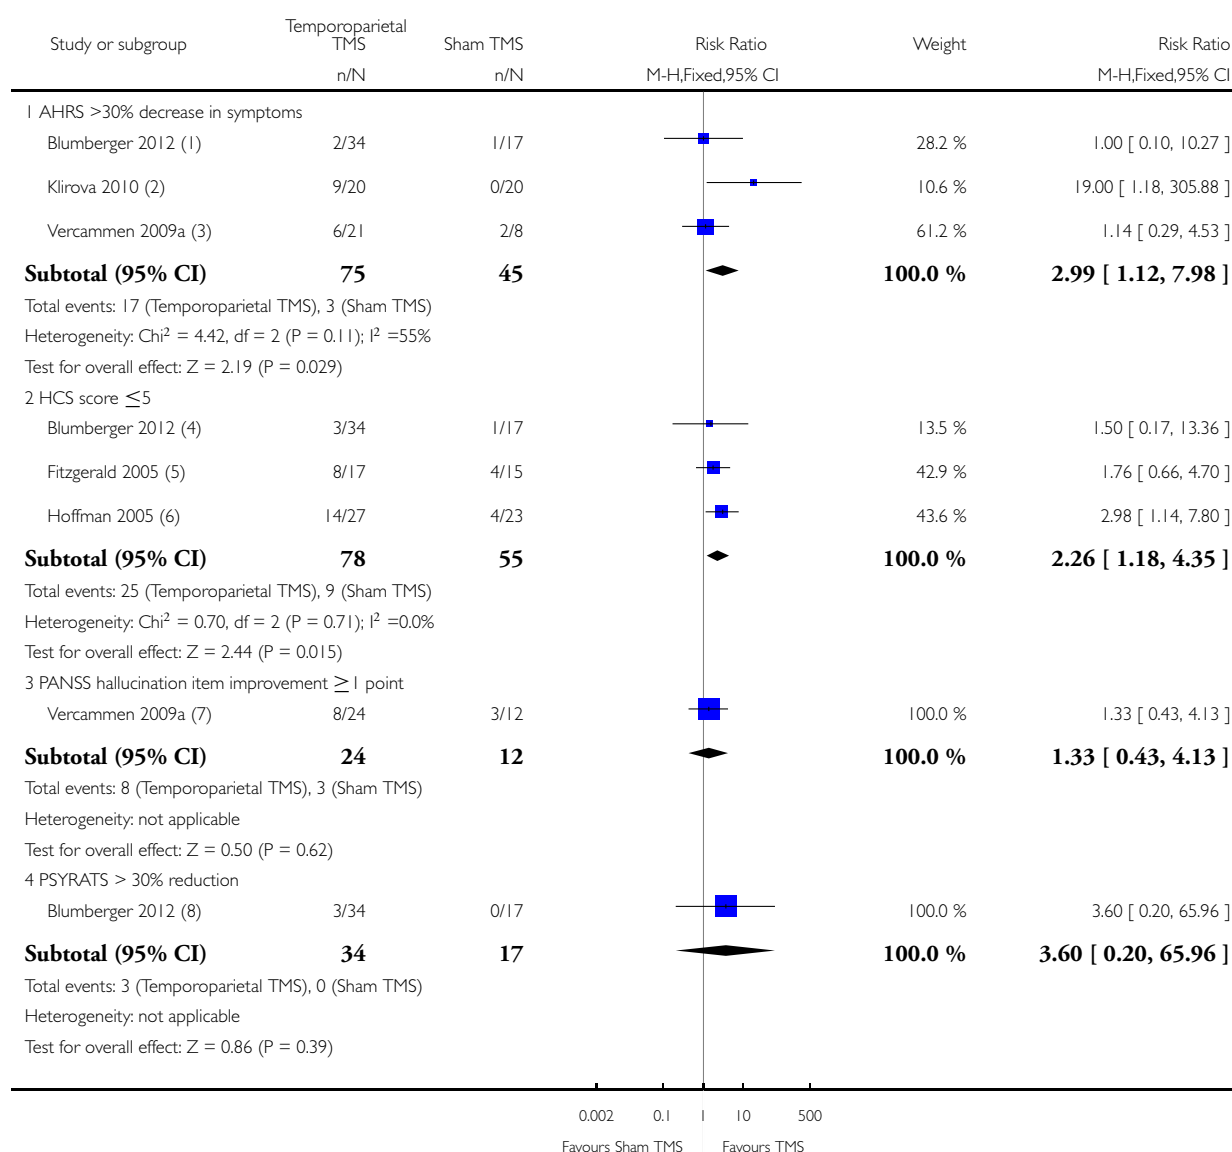 Temporoparietal
Study or subgroup TMS Sham TMS Risk Ratio Weight Risk Ratio
n/N n/N M-H,Fixed,95% CI M-H,Fixed,95% CI
1 AHRS >30% decrease in symptoms
Blumberger 2012 (1) 2/34 1/17 28.2 % 1.00 [ 0.10, 10.27 ]
Klirova 2010 (2) 9/20 0/20 10.6 % 19.00 [ 1.18, 305.88 ]
Vercammen 2009a (3) 6/21 2/8 61.2 % 1.14 [ 0.29, 4.53 ]
Subtotal (95% CI) 75 45 100.0 % 2.99 [ 1.12, 7.98 ]
Total events: 17 (Temporoparietal TMS), 3 (Sham TMS)
Heterogeneity: Chi² = 4.42, df = 2 (P = 0.11); I² =55%
Test for overall effect: Z = 2.19 (P = 0.029)
2 HCS score ≤5
Blumberger 2012 (4) 3/34 1/17 13.5 % 1.50 [ 0.17, 13.36 ]
Fitzgerald 2005 (5) 8/17 4/15 42.9 % 1.76 [ 0.66, 4.70 ]
Hoffman 2005 (6) 14/27 4/23 43.6 % 2.98 [ 1.14, 7.80 ]
Subtotal (95% CI) 78 55 100.0 % 2.26 [ 1.18, 4.35 ]
Total events: 25 (Temporoparietal TMS), 9 (Sham TMS)
Heterogeneity: Chi² = 0.70, df = 2 (P = 0.71); I² =0.0%
Test for overall effect: Z = 2.44 (P = 0.015)
3 PANSS hallucination item improvement ≥1 point
Vercammen 2009a (7) 8/24 3/12 100.0 % 1.33 [ 0.43, 4.13 ]
Subtotal (95% CI) 24 12 100.0 % 1.33 [ 0.43, 4.13 ]
Total events: 8 (Temporoparietal TMS), 3 (Sham TMS)
Heterogeneity: not applicable
Test for overall effect: Z = 0.50 (P = 0.62)
4 PSYRATS > 30% reduction
Blumberger 2012 (8) 3/34 0/17 100.0 % 3.60 [ 0.20, 65.96 ]
Subtotal (95% CI) 34 17 100.0 % 3.60 [ 0.20, 65.96 ]
Total events: 3 (Temporoparietal TMS), 0 (Sham TMS)
Heterogeneity: not applicable
Test for overall effect: Z = 0.86 (P = 0.39)
0.002 0.1 1 10 500
Favours Sham TMS Favours TMS